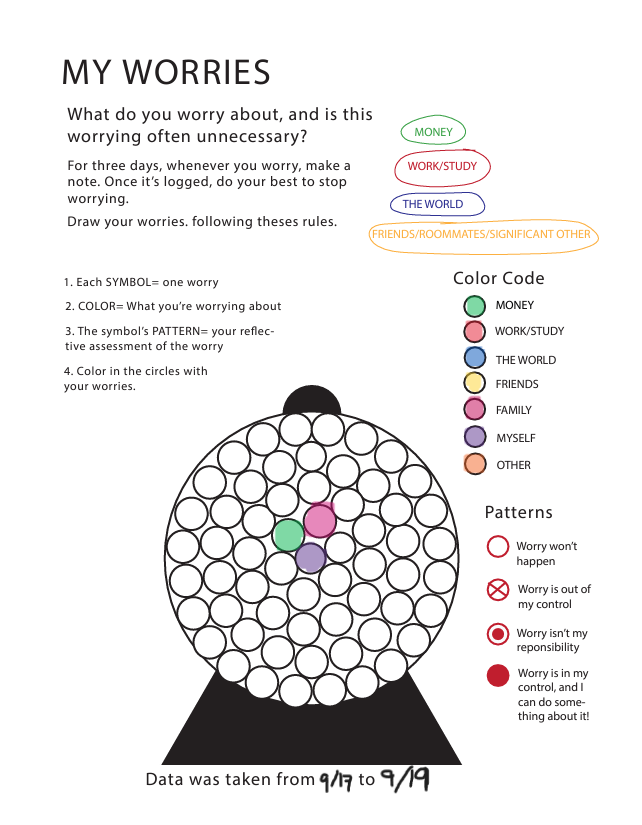 MY WORRIES
What do you worry about, and is this
worrying often unnecessary?
For three days, whenever you worry, make a
note. Once it's logged, do your best to stop
worrying.
Draw your worries. following theses rules.
MONEY
WORK/STUDY
THE WORLD
FRIENDS/ROOMMATES/SIGNIFICANT OTHER
1. Each SYMBOL= one worry
2. COLOR= What you're worrying about
3. The symbol's PATTERN= your reflec-
tive assessment of the worry
4. Color in the circles with
your worries.
Color Code
MONEY
WORK/STUDY
THE WORLD
FRIENDS
FAMILY
MYSELF
OTHER
Patterns
Worry won't
happen
Worry is out of
my control
Worry isn't my
reponsibility
Worry is in my
control, and I
can do some-
thing about it!
Data was taken from 9/17 to 9/19